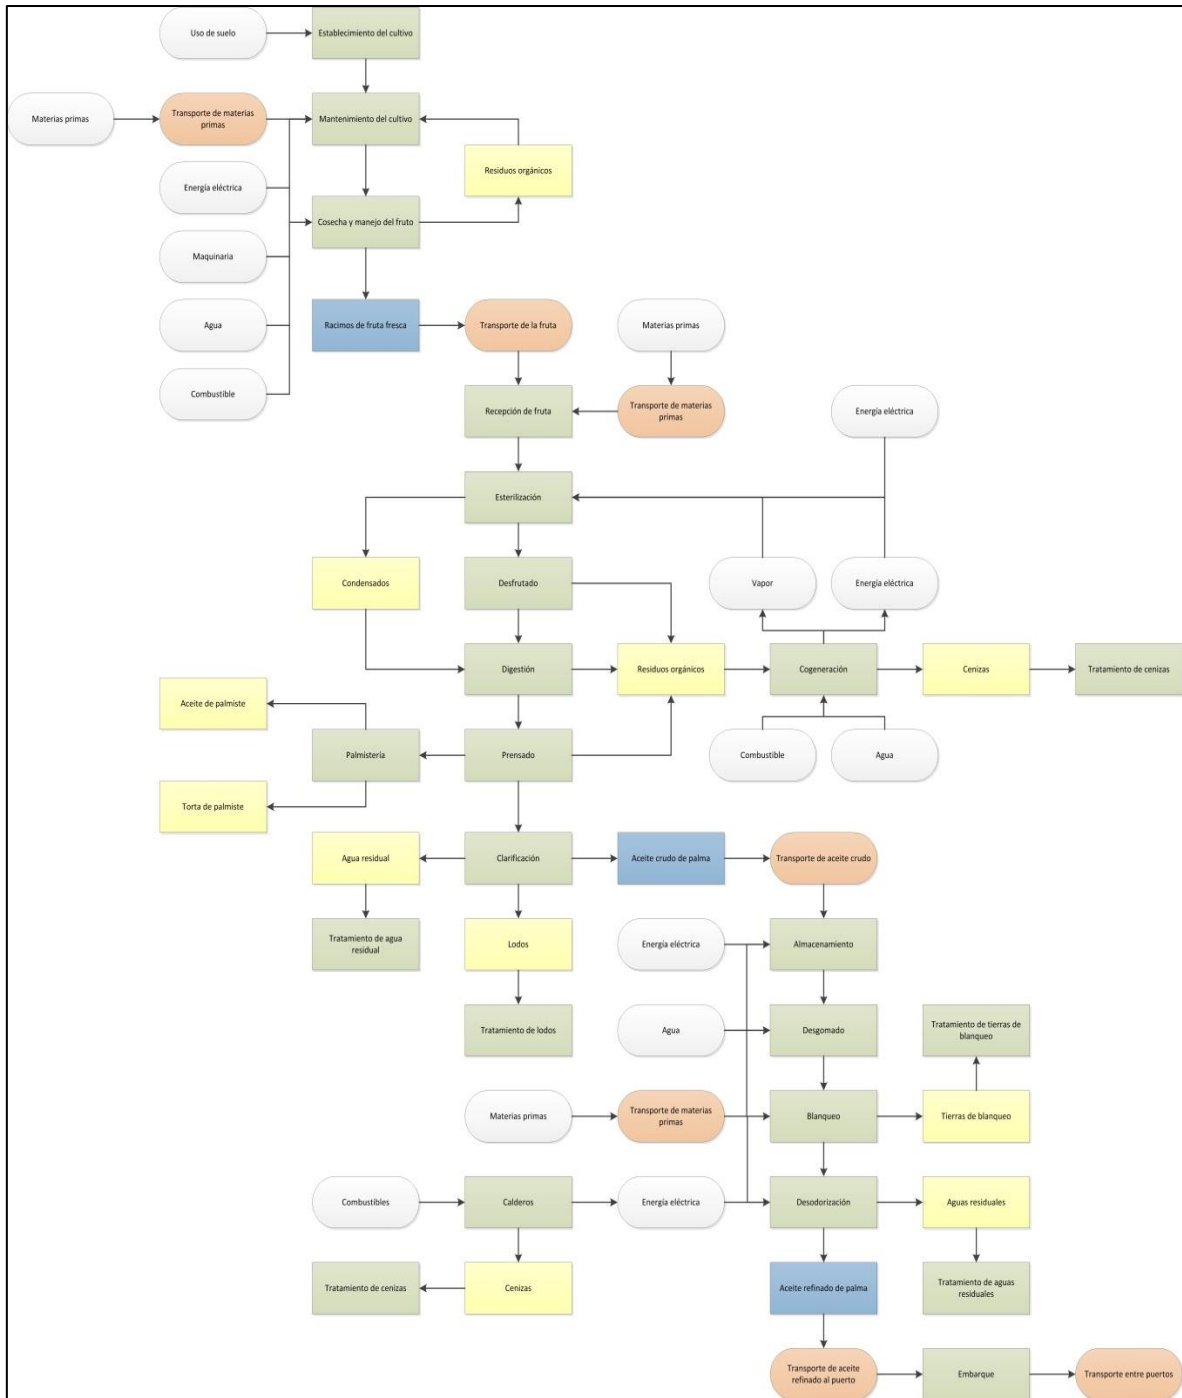 Uso de suelo
Establecimiento del cultivo
Materias primas
Transporte de materias
primas
Mantenimiento del cultivo
Residuos orgánicos
Energía eléctrica
Cosecha y manejo del fruto
Maquinaria
Agua
Racimos de fruta fresca
Transporte de la fruta
Materias primas
Combustible
Recepción de fruta
Transporte de materias
primas
Energía eléctrica
Esterilización
Condensados
Desfrutado
Vapor
Energía eléctrica
Digestión
Residuos orgánicos
Cogeneración
Cenizas
Tratamiento de cenizas
Aceite de palmiste
Palmistería
Prensado
Combustible
Agua
Torta de palmiste
Agua residual
Clarificación
Aceite crudo de palma
Transporte de aceite crudo
Tratamiento de agua
residual
Lodos
Energía eléctrica
Almacenamiento
Tratamiento de lodos
Agua
Desgomado
Tratamiento de tierras de
blanqueo
Materias primas
Transporte de materias
primas
Blanqueo
Tierras de blanqueo
Combustibles
Calderos
Energía eléctrica
Desodorización
Aguas residuales
Tratamiento de cenizas
Cenizas
Aceite refinado de palma
Tratamiento de aguas
residuales
Transporte de aceite
refinado al puerto
Embarque
Transporte entre puertos